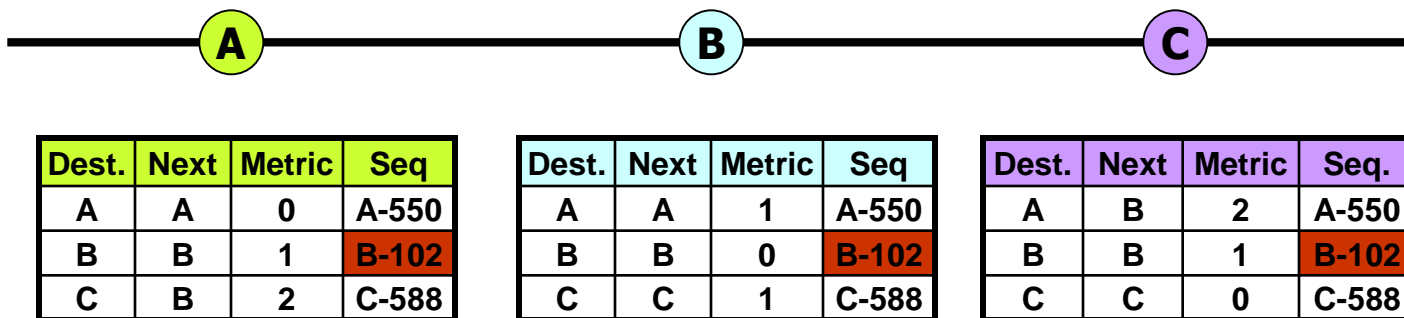 A B C
Dest. Next Metric Seq Dest. Next Metric Seq Dest. Next Metric Seq.
A A 0 A-550 A A 1 A-550 A B 2 A-550
B B 1 B-102 B B 0 B-102 B B 1 B-102
C B 2 C-588 C C 1 C-588 C C 0 C-588